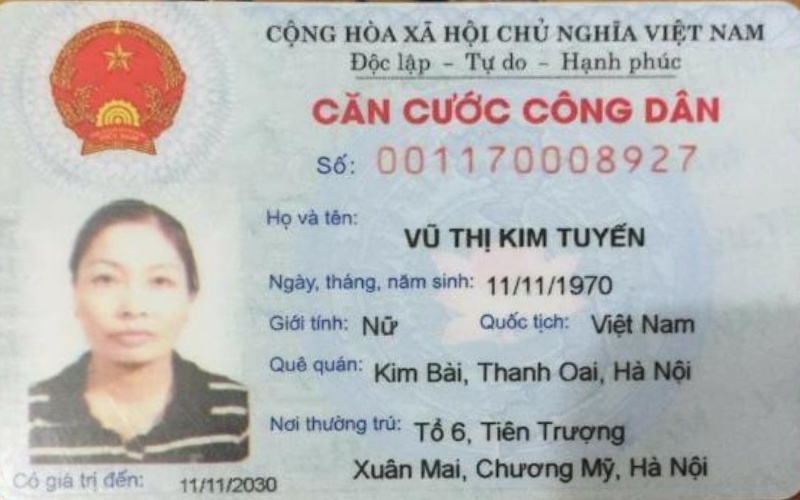 CỘNG HÒA XÃ HỘI CHỦ NGHĨA VIỆT NAM
Độc lập - Tự do - Hạnh phúc
CĂN CƯỚC CÔNG DÂN
Số: 001170008927
Họ và tên:
VŨ THỊ KIM TUYẾN
Ngày, tháng, năm sinh: 11/11/1970
Giới tính: Nữ Quốc tịch: Việt Nam
Quê quán: Kim Bài, Thanh Oai, Hà Nội
Nơi thường trú: Tổ 6, Tiên Trượng
Xuân Mai, Chương Mỹ, Hà Nội
Có giá trị đến: 11/11/2030